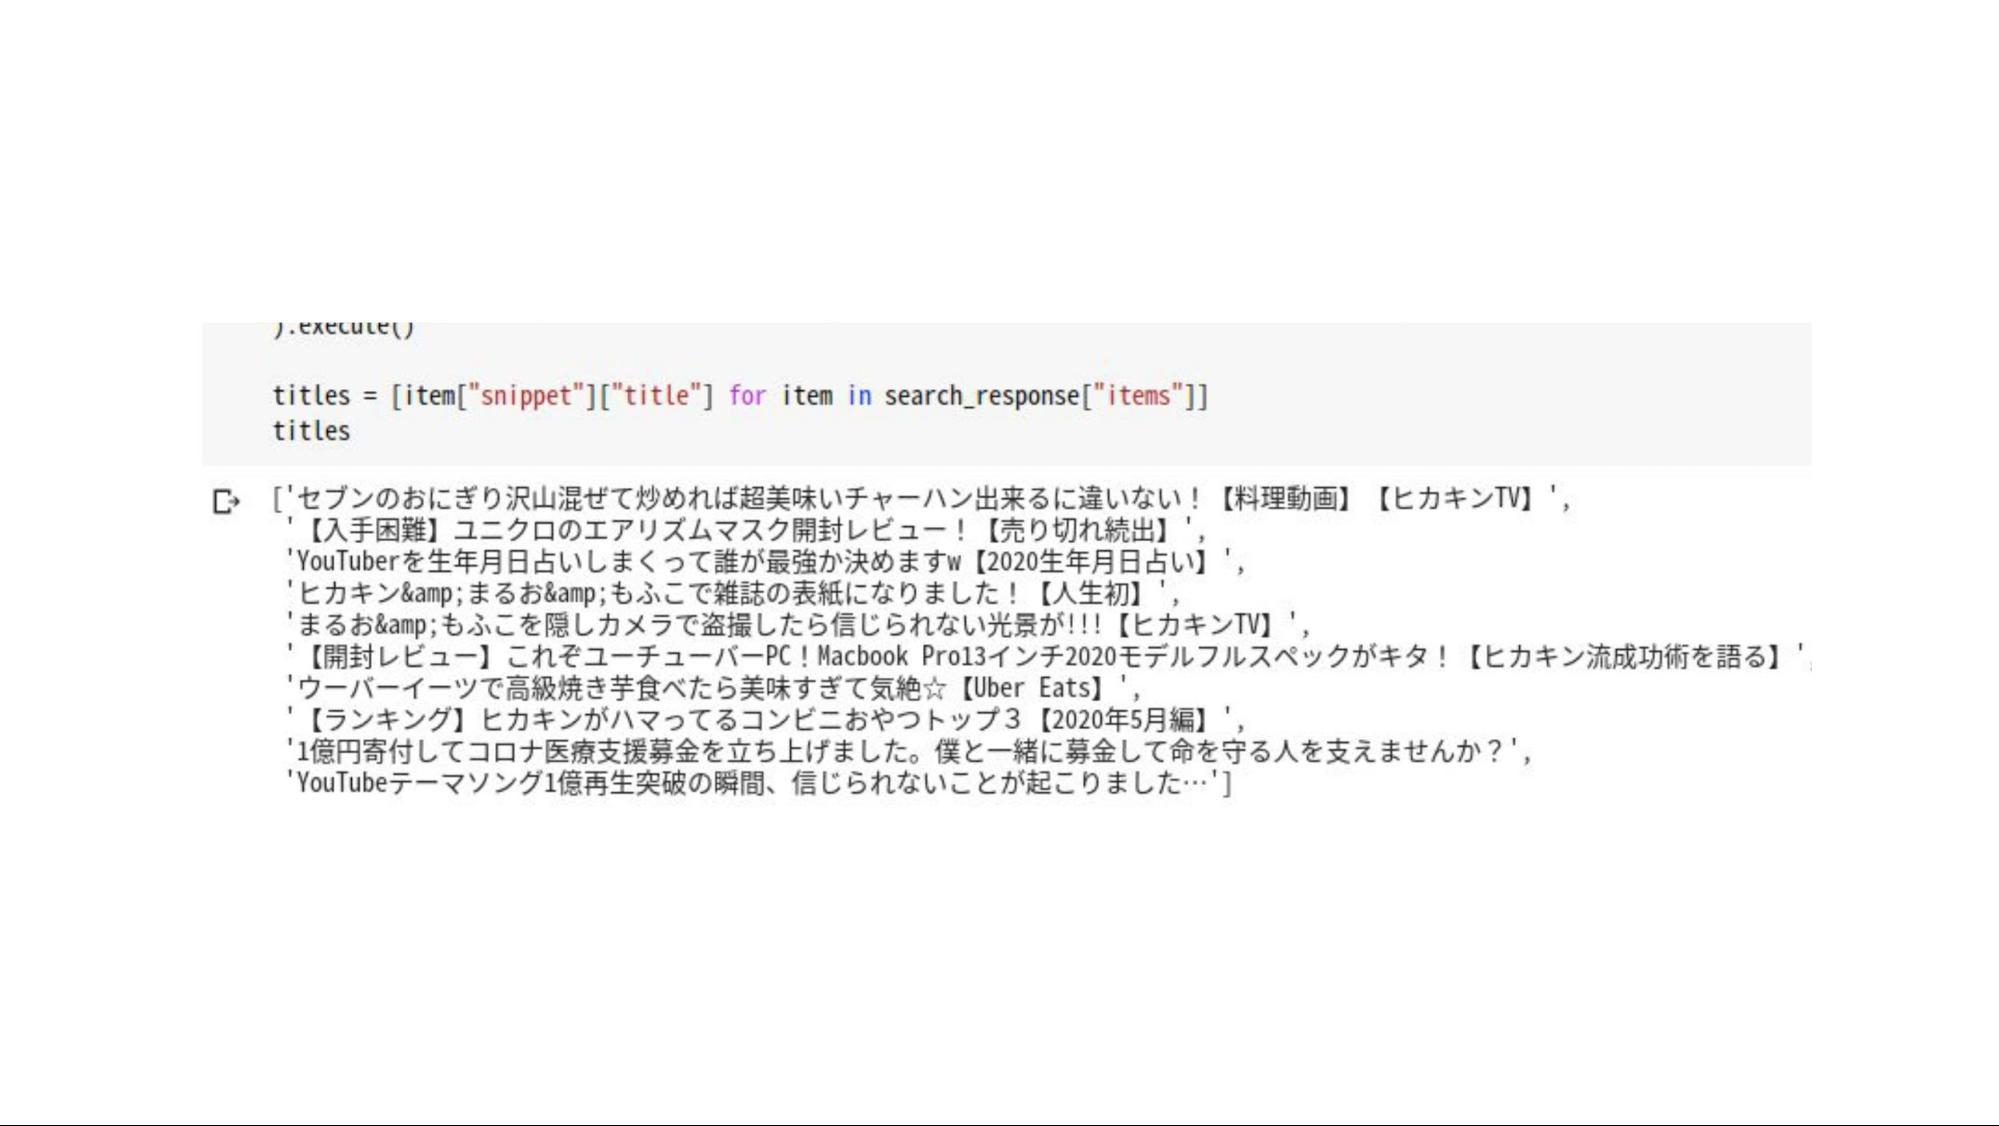 ).execute()
titles = [item["snippet"]["title"] for item in search_response["items"]]
titles
['セブンのおにぎり沢山混ぜて炒めれば超美味いチャーハン出来るに違いない！【料理動画】【ヒカキンTV】',
'【入手困難】ユニクロのエアリズムマスク開封レビュー！【売り切れ続出】',
'YouTuberを生年月日占いしまくって誰が最強か決めますw【2020生年月日占い】',
'ヒカキン&amp;まるお&amp;もふこで雑誌の表紙になりました！【人生初】',
'まるお&amp;もふこを隠しカメラで盗撮したら信じられない光景が!!!【ヒカキンTV】',
'【開封レビュー】これぞユーチューバーPC！Macbook Pro13インチ2020モデルフルスペックがキタ！【ヒカキン流成功術を語る】',
'ウーバーイーツで高級焼き芋食べたら美味すぎて気絶☆【Uber Eats】',
'【ランキング】ヒカキンがハマってるコンビニおやつトップ３【2020年5月編】',
'1億円寄付してコロナ医療支援募金を立ち上げました。僕と一緒に募金して命を守る人を支えませんか？',
'YouTubeテーマソング1億再生突破の瞬間、信じられないことが起こりました…']